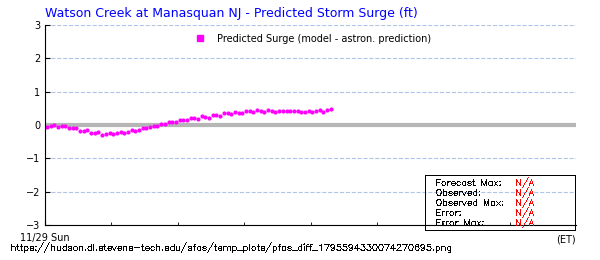 Watson Creek at Manasquan NJ - Predicted Storm Surge (ft)
3
Predicted Surge (model - astron. prediction)
2
1
0
−1
−2
−3
Forecast Max: N/A
Observed: N/A
Observed Max: N/A
Error: N/A
Error Max: N/A
11/29 Sun
(ET)
https://hudson.dl.stevens-tech.edu/sfas/temp_plots/pfas_diff_1795594330074270695.png